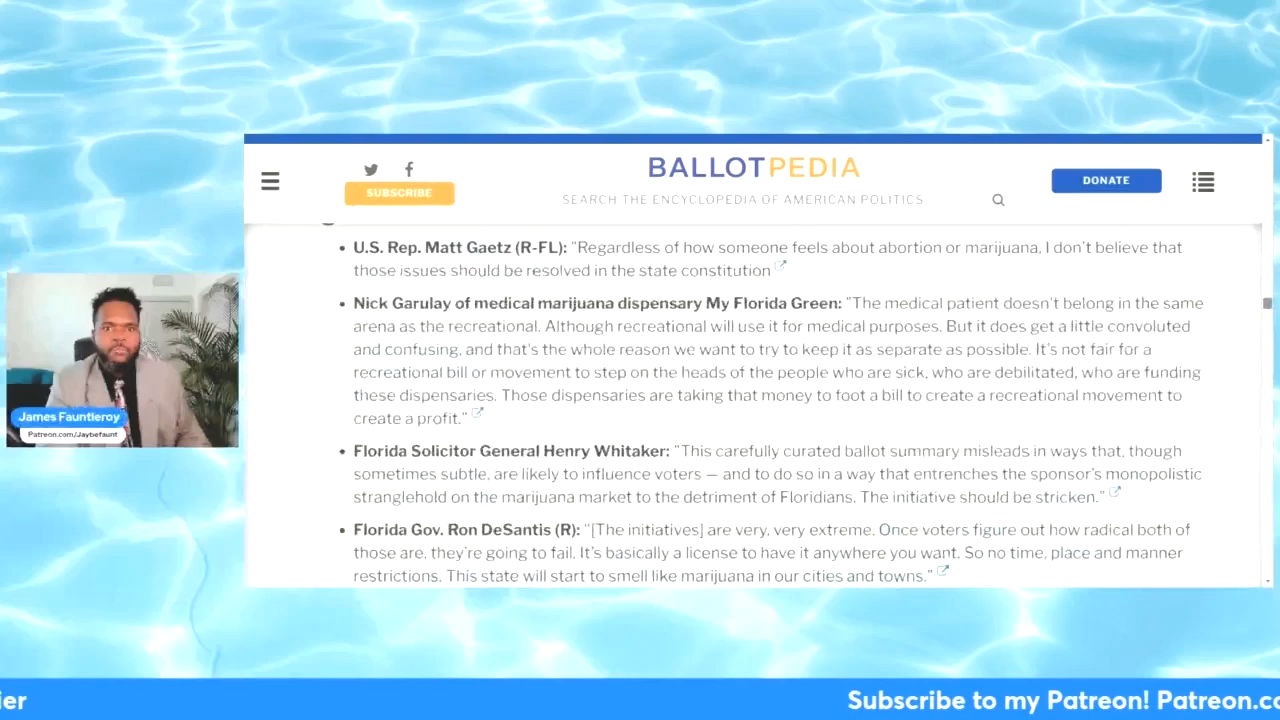 BALLOTPEDIA
SUBSCRIBE
SEARCH THE ENCYCLOPEDIA OF AMERICAN POLITICS
DONATE
• U.S. Rep. Matt Gaetz (R-FL): "Regardless of how someone feels about abortion or marijuana, I don't believe that
those issues should be resolved in the state constitution
• Nick Garulay of medical marijuana dispensary My Florida Green: "The medical patient doesn't belong in the same
arena as the recreational. Although recreational will use it for medical purposes. But it does get a little convoluted
and confusing, and that's the whole reason we want to try to keep it as separate as possible. It's not fair for a
recreational bill or movement to step on the heads of the people who are sick, who are debilitated, who are funding
these dispensaries. Those dispensaries are taking that money to foot a bill to create a recreational movement to
create a profit."
• Florida Solicitor General Henry Whitaker: "This carefully curated ballot summary misleads in ways that, though
sometimes subtle, are likely to influence voters — and to do so in a way that entrenches the sponsor's monopolistic
stranglehold on the marijuana market to the detriment of Floridians. The initiative should be stricken."
• Florida Gov. Ron DeSantis (R): "[The initiatives] are very, very extreme. Once voters figure out how radical both of
those are, they're going to fail. It's basically a license to have it anywhere you want. So no time, place and manner
restrictions. This state will start to smell like marijuana in our cities and towns."
James Fauntleroy
Patreon.com/Jaybefaunt
ier
Subscribe to my Patreon! Patreon.co